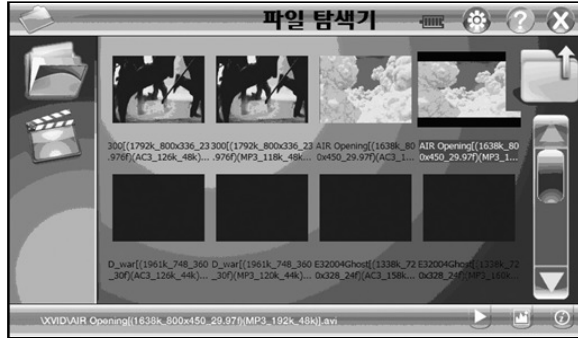 파일 탐색기
300[(1792k_800x336_23
.976f)(AC3_126k_48k)...
300[(1792k_800x336_23
.976f)(MP3_118k_48k...
AIR Opening[(1638k_80
0x450_29.97f)(AC3_1...
AIR Opening[(1638k_80
0x450_29.97f)(MP3_1...
D_war[(1961k_748_360
_30f)(AC3_126k_44k)...
D_war[(1961k_748_360
_30f)(MP3_120k_44k)...
E32004Ghost[(1338k_72
0x328_24f)(AC3_158k...
E32004Ghost[(1338k_72
0x328_24f)(MP3_160k...
\XVID\AIR Opening[(1638k_800x450_29.97f)(MP3_192k_48k)].avi